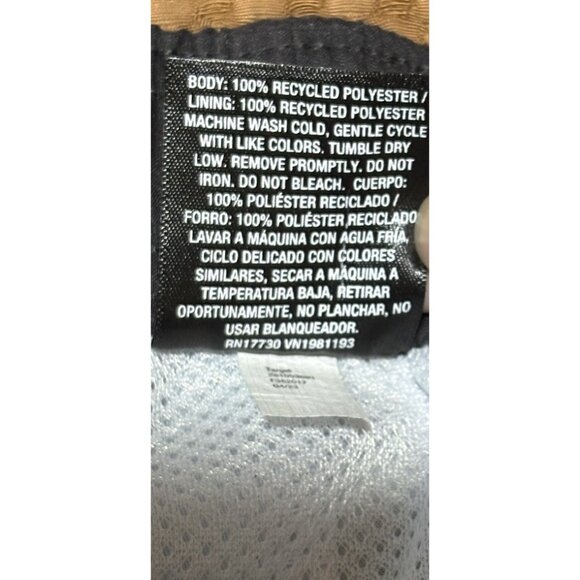 BODY: 100% RECYCLED POLYESTER /
LINING: 100% RECYCLED POLYESTER
MACHINE WASH COLD, GENTLE CYCLE
WITH LIKE COLORS. TUMBLE DRY
LOW. REMOVE PROMPTLY. DO NOT
IRON. DO NOT BLEACH. CUERPO:
100% POLIÉSTER RECICLADO /
FORRO: 100% POLIÉSTER RECICLADO
LAVAR A MÁQUINA CON AGUA FRÍA,
CICLO DELICADO CON COLORES
SIMILARES, SECAR A MÁQUINA A
TEMPERATURA BAJA, RETIRAR
OPORTUNAMENTE, NO PLANCHAR, NO
USAR BLANQUEADOR.
RN17730 VN1981193
Target